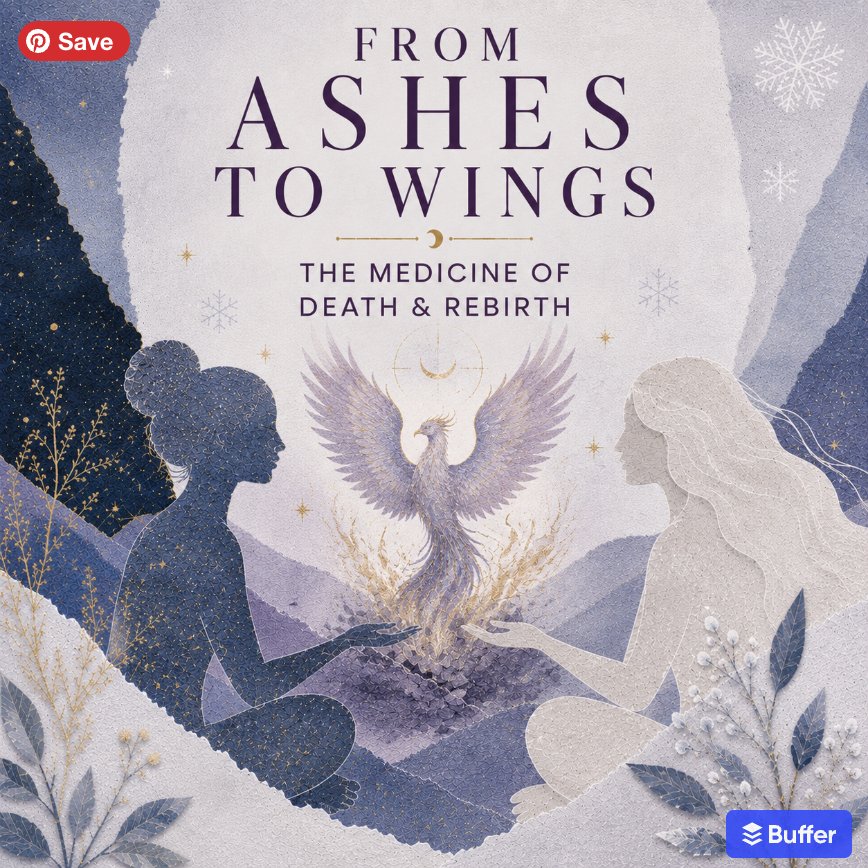 Save
FROM
ASHES
TO WINGS
THE MEDICINE OF
DEATH & REBIRTH
Buffer